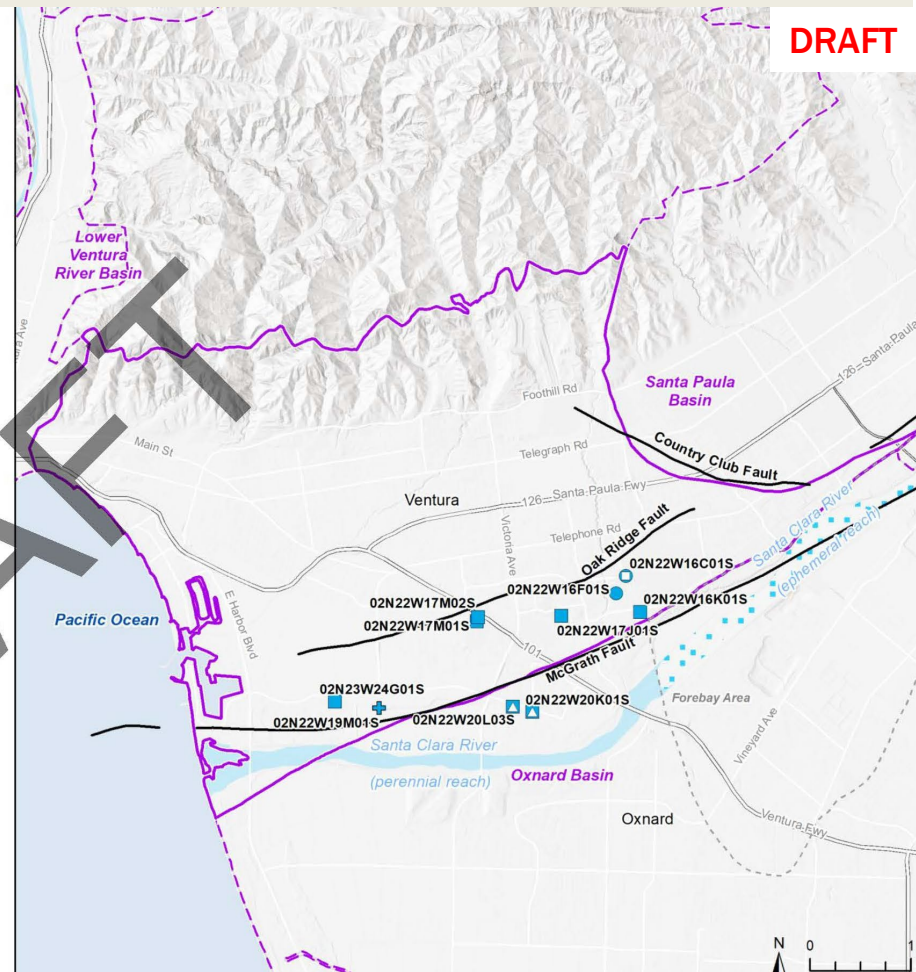 DRAFT
Lower
Ventura
River Basin
Santa Paula
Basin
126-Santa Paula
Foothill Rd
Country Club Fault
Main St
Telegraph Rd
126-Santa Paula Fwy
Ventura
Victoria Ave
Telephone Rd
Oak Ridge Fault
Santa Clara River
(ephemeral reach)
02N22W16C01S
02N22W16F01S
02N22W17M02S
02N22W16K01S
Pacific Ocean
E Harbor Blvd
02N22W17M01S
02N22W17J01S
101
McGrath Fault
02N23W24G01S
02N22W20K01S
Forebay Area
02N22W19M01S
02N22W20L03S
Vineyard Ave
Santa Clara River
(perennial reach)
Oxnard Basin
Oxnard
Ventura Fwy
N
0
1